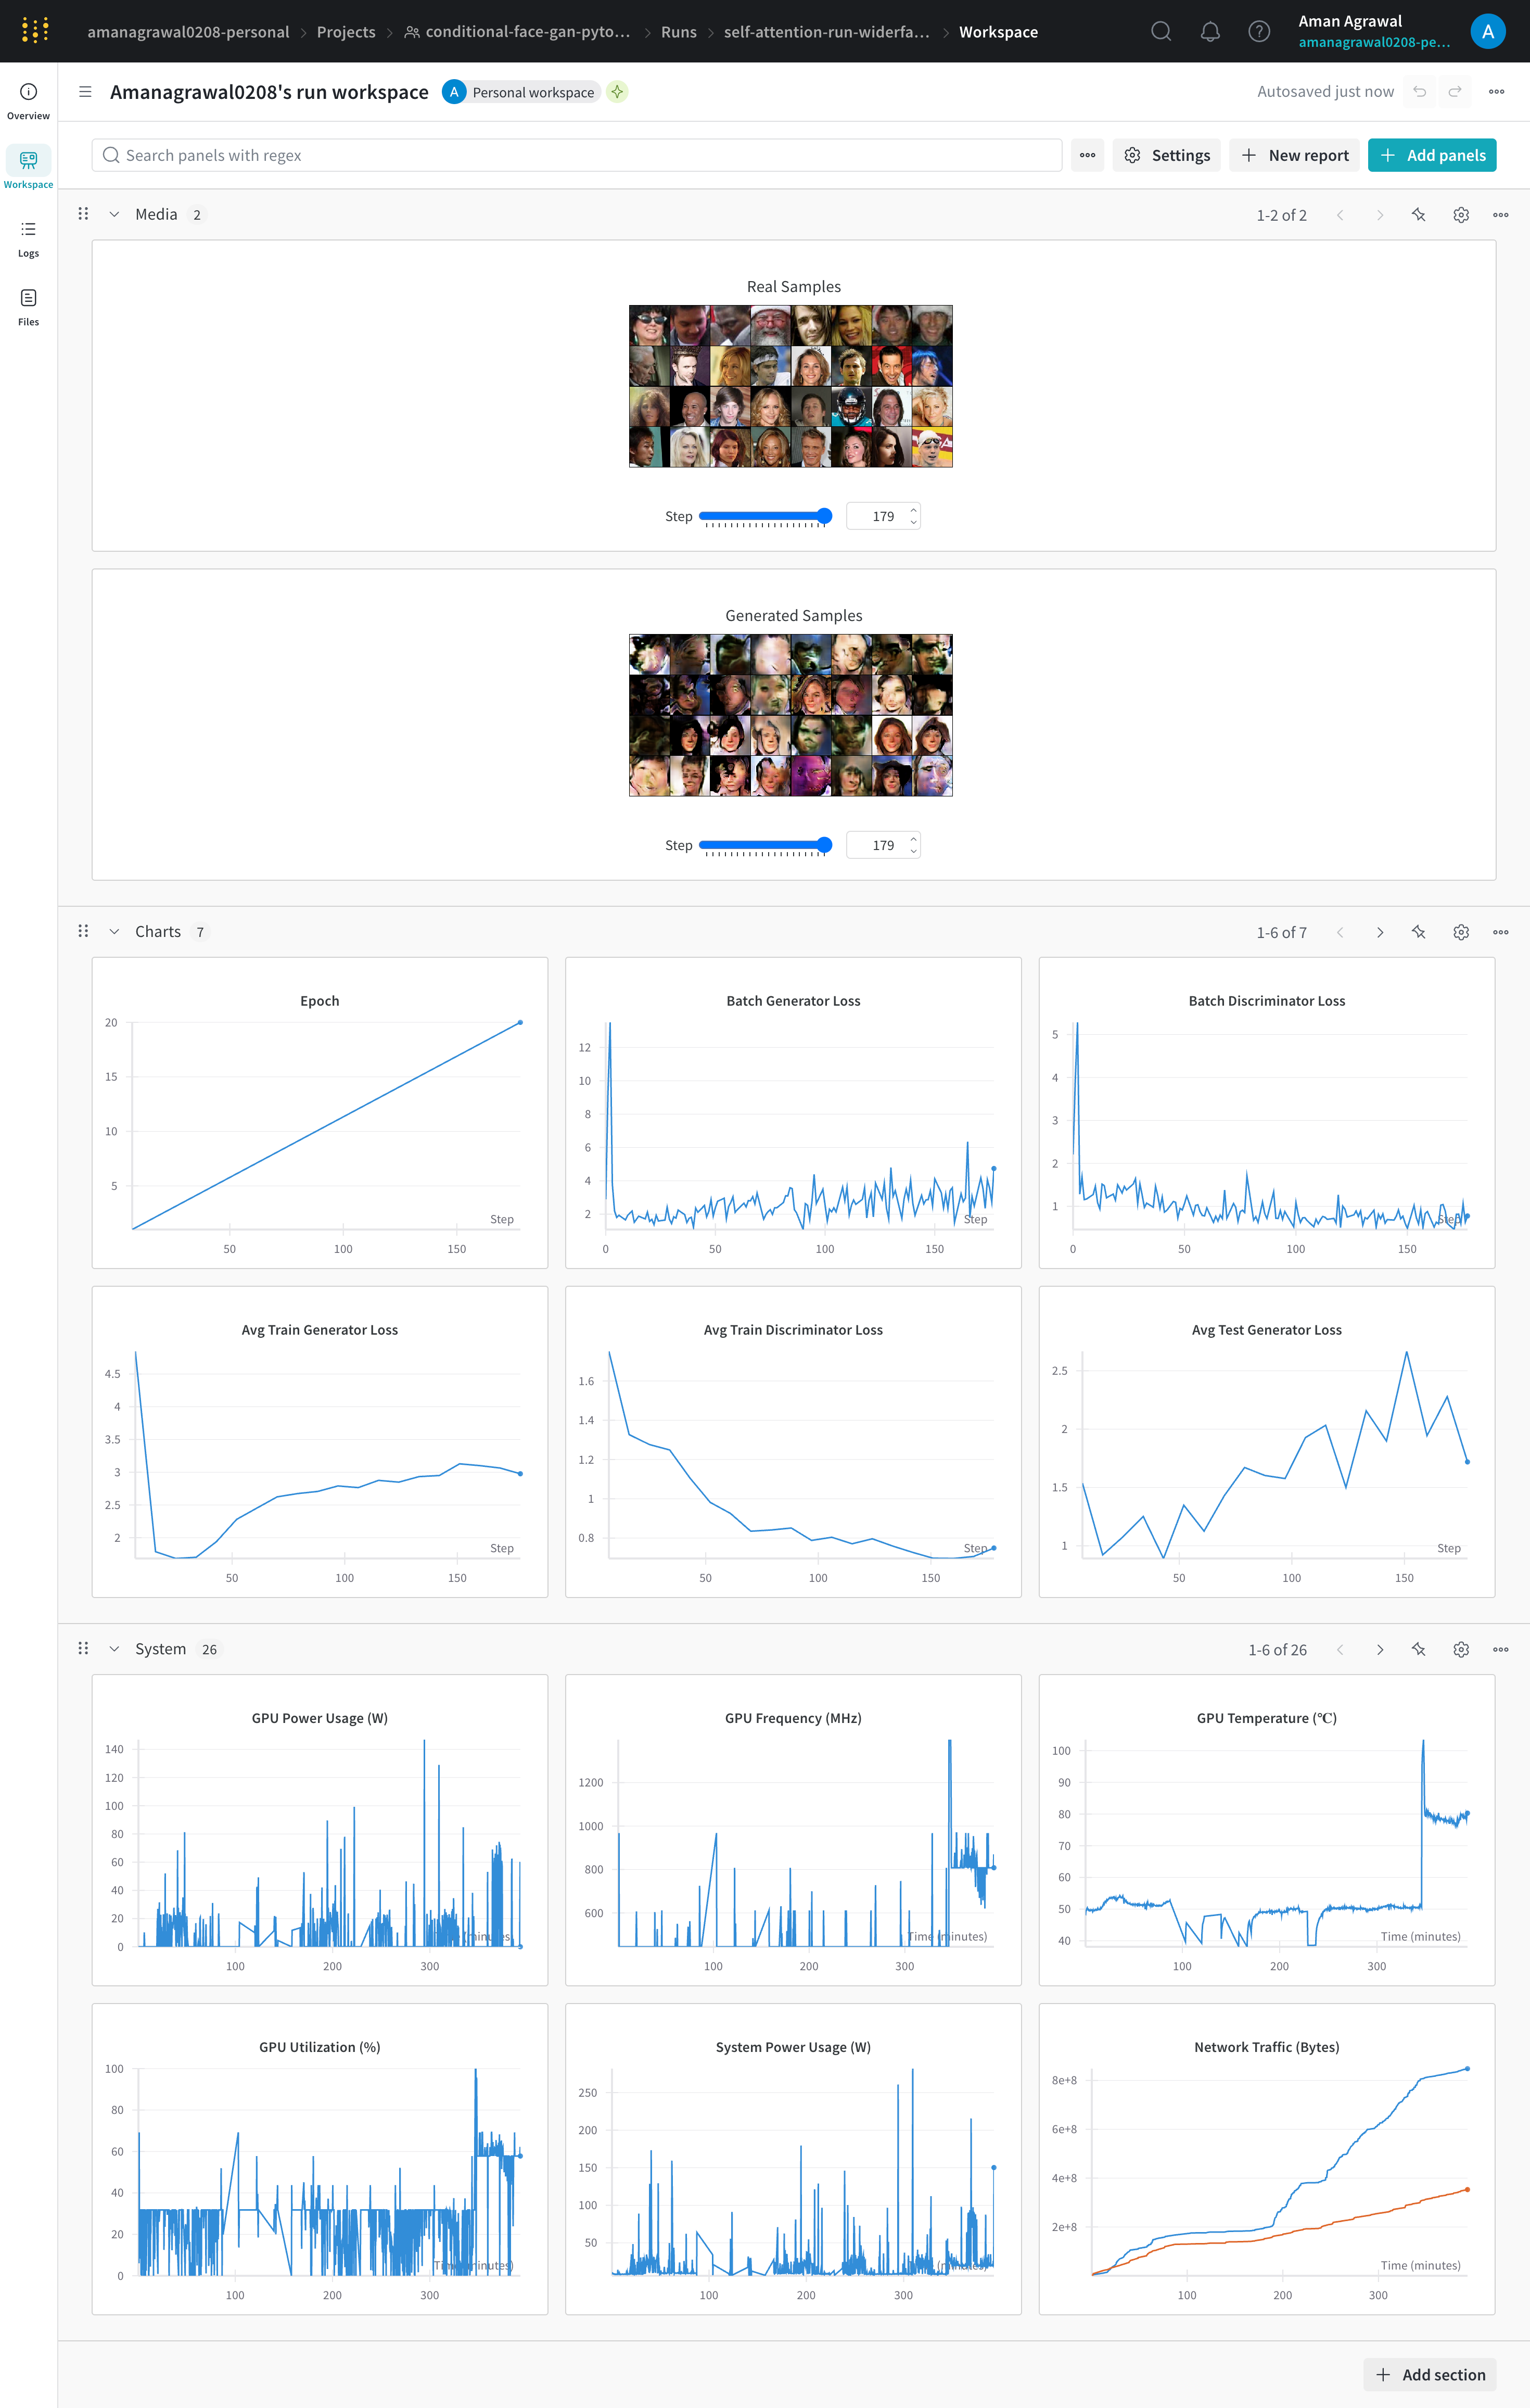 amanagrawal0208-personal > Projects > conditional-face-gan-pyto... > Runs > self-attention-run-widerfa... > Workspace
Aman Agrawal
amanagrawal0208-pe...
A
Overview
Workspace
Logs
Files
Amanagrawal0208's run workspace A Personal workspace
Autosaved just now
Search panels with regex
Settings
New report
Add panels
Media 2
1-2 of 2
Real Samples
Step 179
Generated Samples
Step 179
Charts 7
1-6 of 7
Epoch
20
15
10
5
Step
50 100 150
Batch Generator Loss
12
10
8
6
4
2
Step
0 50 100 150
Batch Discriminator Loss
5
4
3
2
1
Step
0 50 100 150
Avg Train Generator Loss
4.5
4
3.5
3
2.5
2
Step
50 100 150
Avg Train Discriminator Loss
1.6
1.4
1.2
1
0.8
Step
50 100 150
Avg Test Generator Loss
2.5
2
1.5
1
Step
50 100 150
System 26
1-6 of 26
GPU Power Usage (W)
140
120
100
80
60
40
20
0
Time (minutes)
100 200 300
GPU Frequency (MHz)
1200
1000
800
600
Time (minutes)
100 200 300
GPU Temperature (℃)
100
90
80
70
60
50
40
Time (minutes)
100 200 300
GPU Utilization (%)
100
80
60
40
20
0
Time (minutes)
100 200 300
System Power Usage (W)
250
200
150
100
50
(minutes)
100 200 300
Network Traffic (Bytes)
8e+8
6e+8
4e+8
2e+8
Time (minutes)
100 200 300
Add section